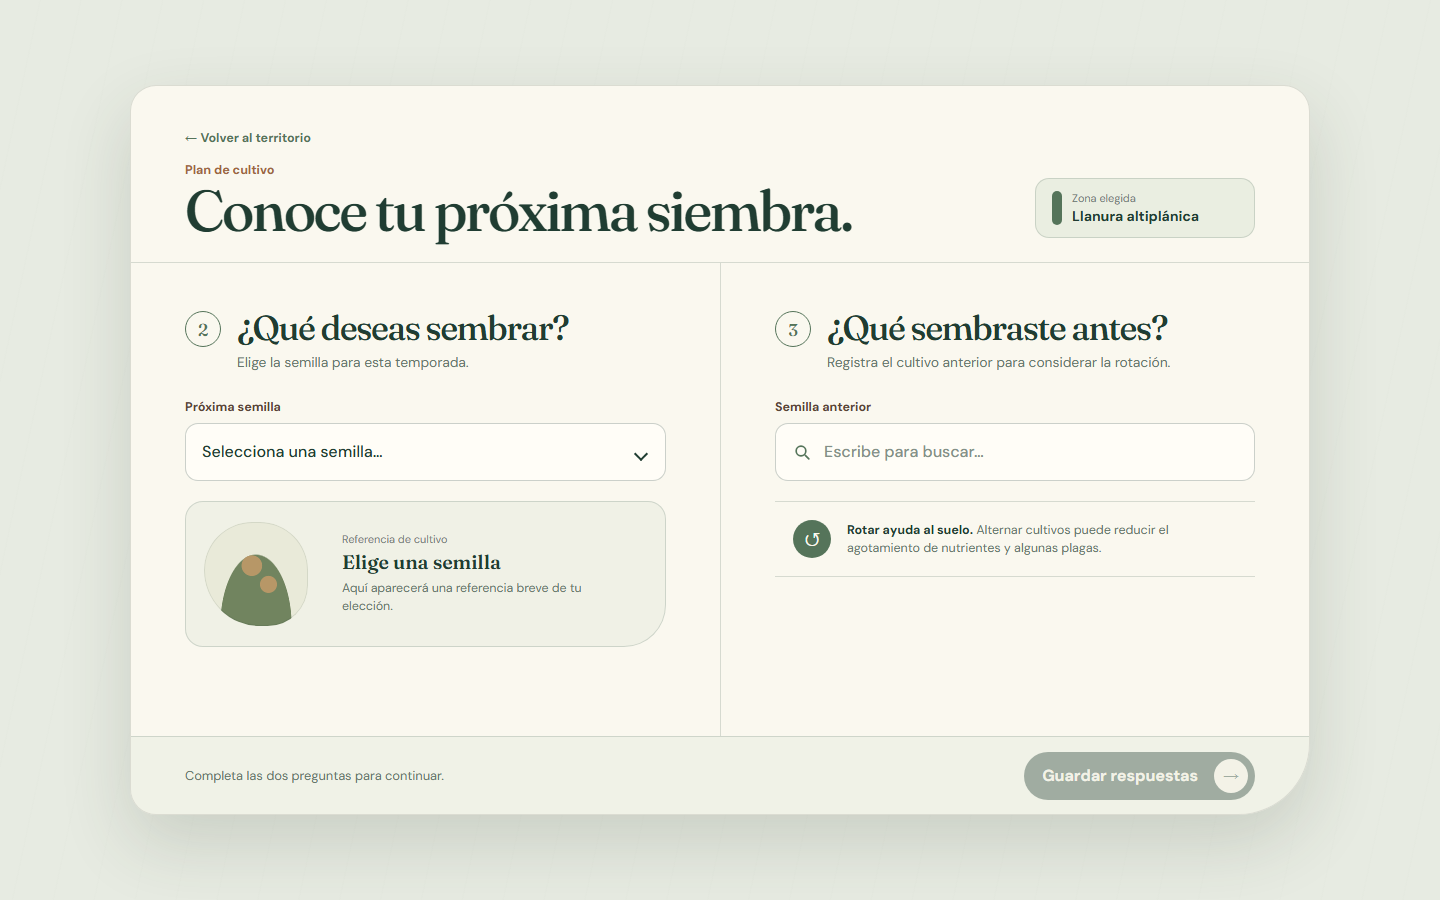 ← Volver al territorio
Plan de cultivo
Conoce tu próxima siembra.
Zona elegida
Llanura altiplánica
2
¿Qué deseas sembrar?
Elige la semilla para esta temporada.
Próxima semilla
Selecciona una semilla...
Referencia de cultivo
Elige una semilla
Aquí aparecerá una referencia breve de tu
elección.
3
¿Qué sembraste antes?
Registra el cultivo anterior para considerar la rotación.
Semilla anterior
Escribe para buscar...
↺
Rotar ayuda al suelo. Alternar cultivos puede reducir el
agotamiento de nutrientes y algunas plagas.
Completa las dos preguntas para continuar.
Guardar respuestas →